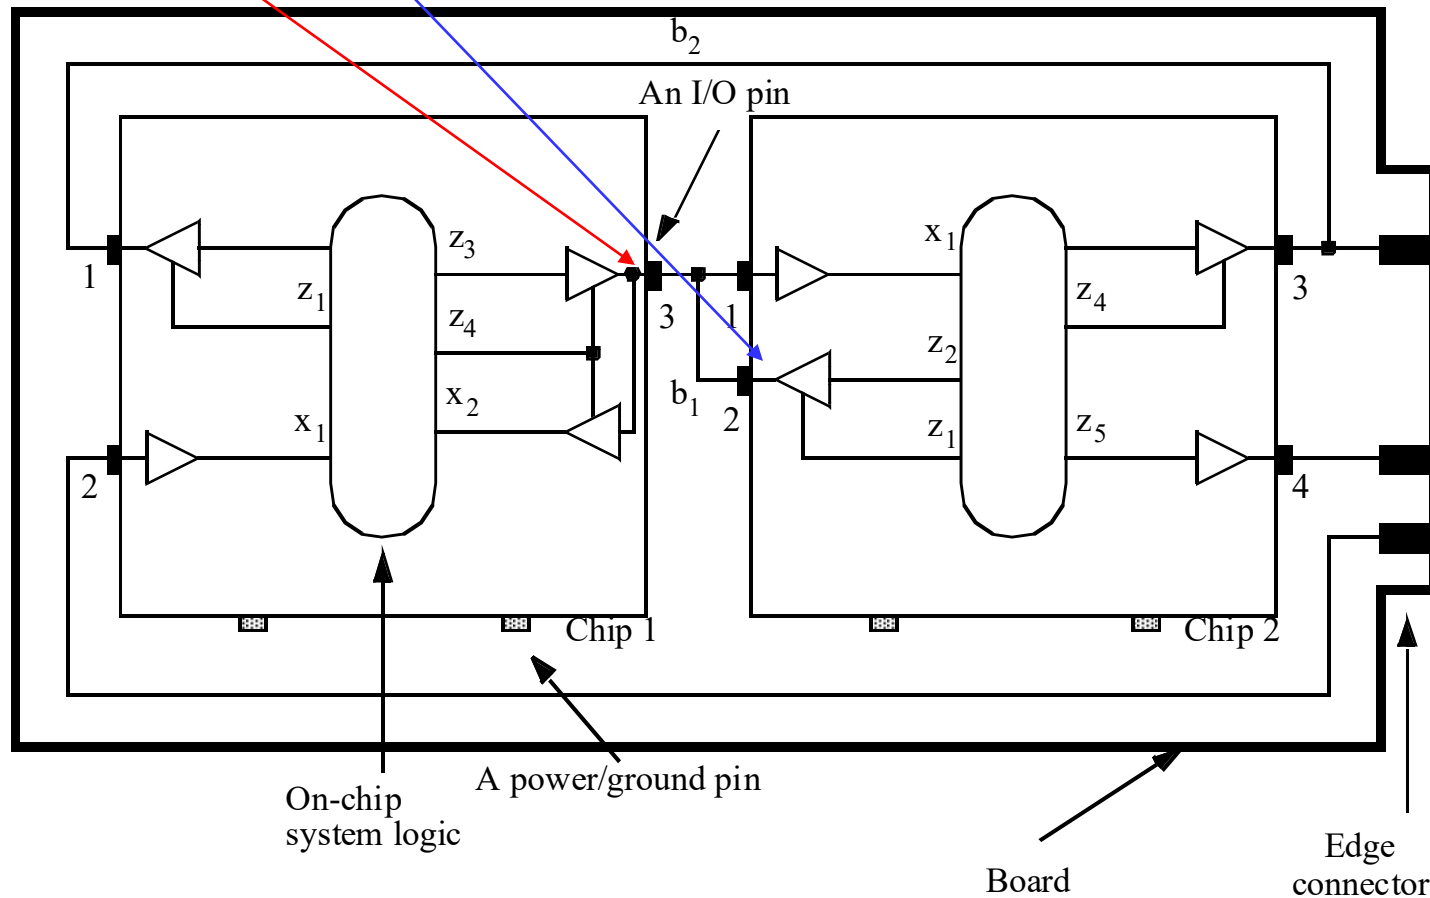 b2
An I/O pin
z3
x1
1
z1
z4
3
1
z4
3
z2
x1
x2
b1
2
z1
z5
2
4
Chip 1
Chip 2
A power/ground pin
On-chip
system logic
Edge
connector
Board